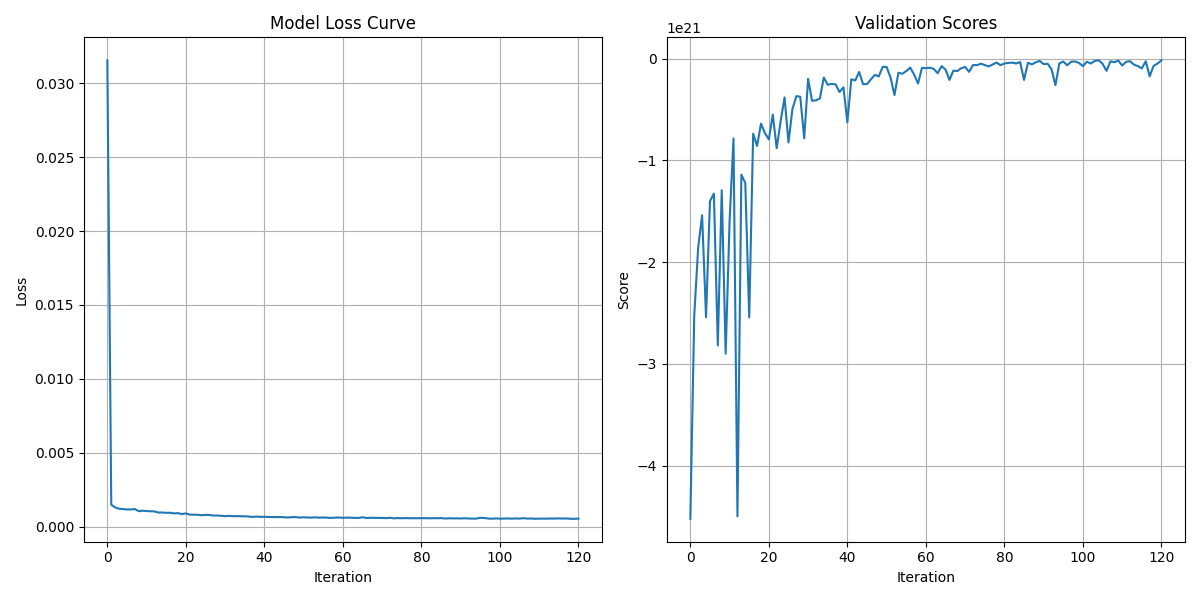 Model Loss Curve
0.030
0.025
0.020
0.015
0.010
0.005
0.000
Loss
0 20 40 60 80 100 120
Iteration
Validation Scores
1e21
0
−1
−2
−3
−4
Score
0 20 40 60 80 100 120
Iteration